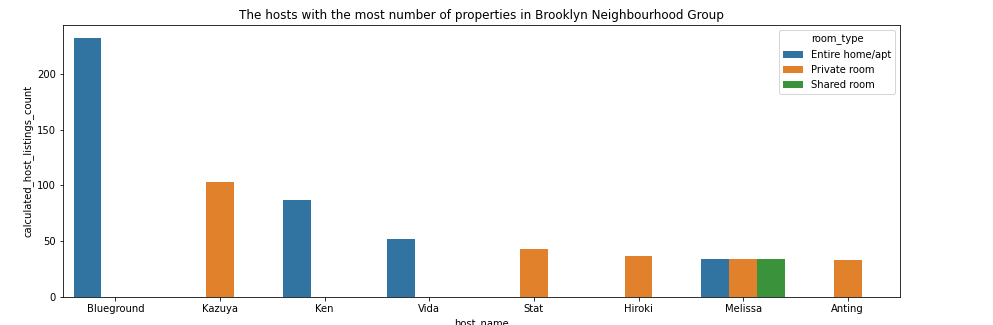 The hosts with the most number of properties in Brooklyn Neighbourhood Group
room_type
Entire home/apt
Private room
Shared room
calculated_host_listings_count
200
150
100
50
0
Blueground Kazuya Ken Vida Stat Hiroki Melissa Anting
host_name